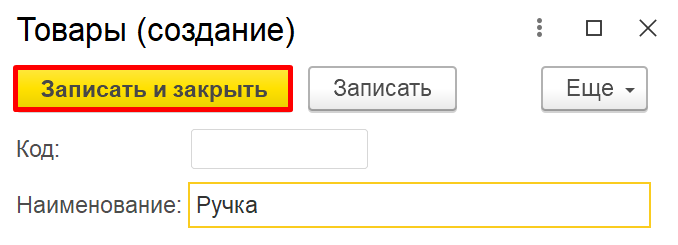 Товары (создание)
Записать и закрыть Записать Еще
Код:
Наименование: Ручка